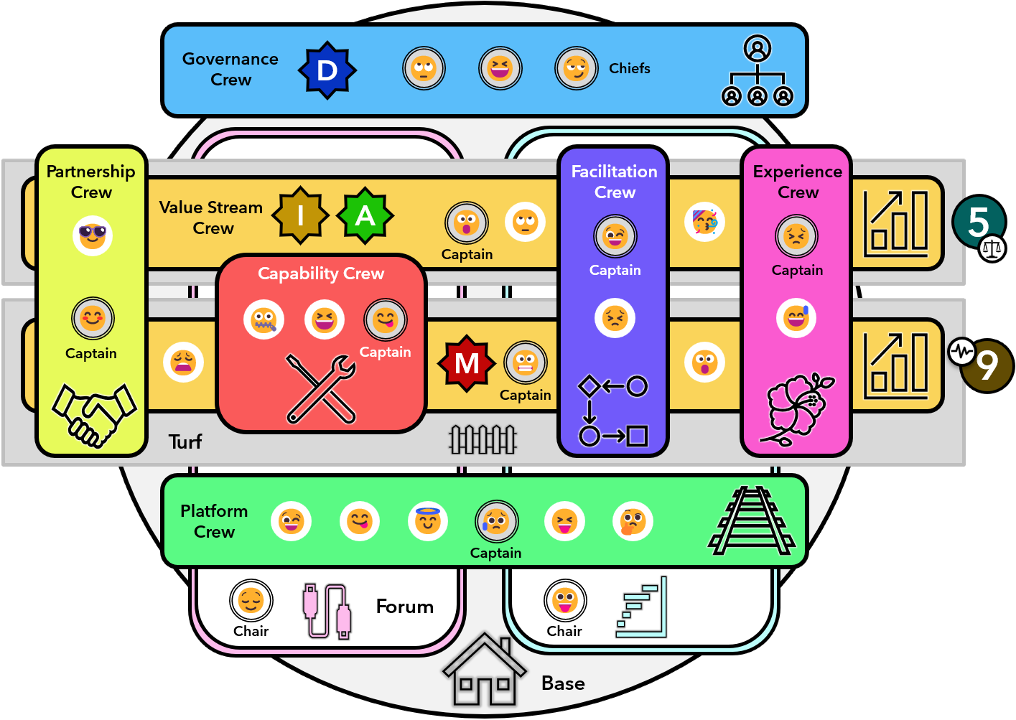 Governance
Crew
D
Chiefs
Partnership
Crew
Value Stream
Crew
I
A
Captain
Facilitation
Crew
Captain
Experience
Crew
Captain
5
Capability Crew
Captain
Captain
M
Captain
9
Turf
Platform
Crew
Captain
Chair
Forum
Chair
Base